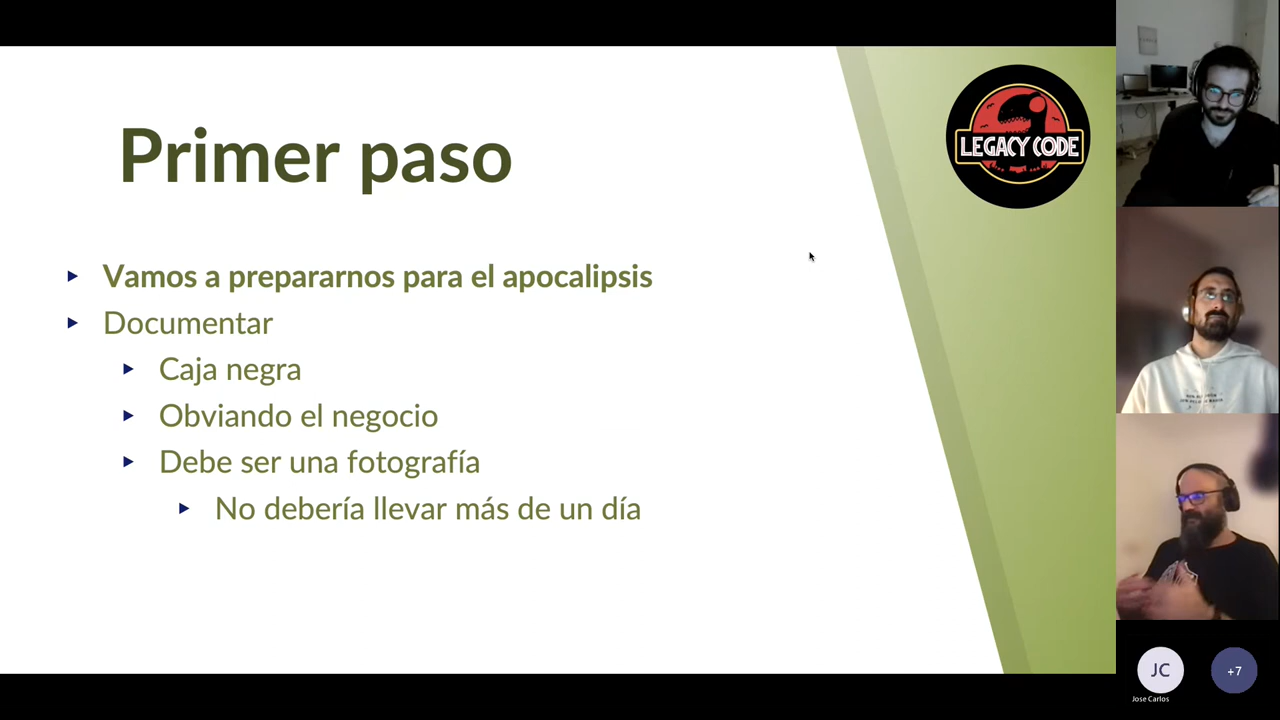 Primer paso
LEGACY CODE
Vamos a prepararnos para el apocalipsis
Documentar
Caja negra
Obviando el negocio
Debe ser una fotografía
No debería llevar más de un día
JC
+7
Jose Carlos